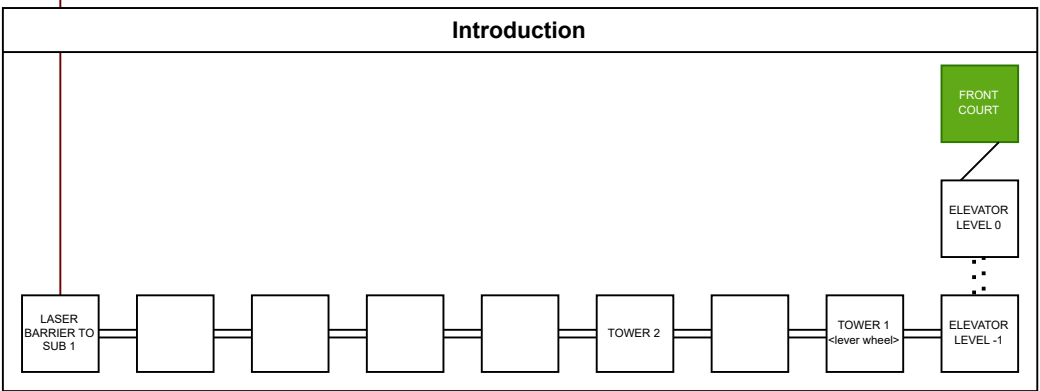 Introduction
FRONT
COURT
ELEVATOR
LEVEL 0
LASER
BARRIER TO
SUB 1
TOWER 2
TOWER 1
<lever wheel>
ELEVATOR
LEVEL -1